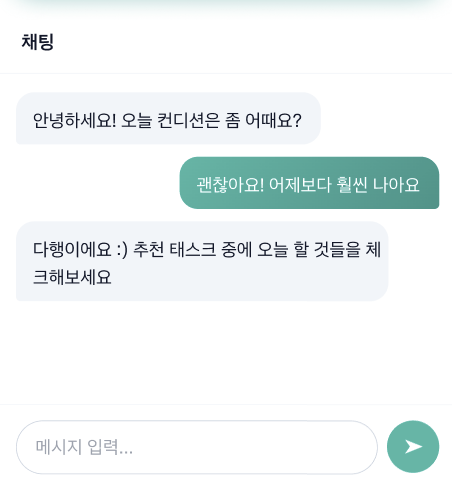 채팅
안녕하세요! 오늘 컨디션은 좀 어때요?
괜찮아요! 어제보다 훨씬 나아요
다행이에요 :) 추천 태스크 중에 오늘 할 것들을 체
크해보세요
메시지 입력...